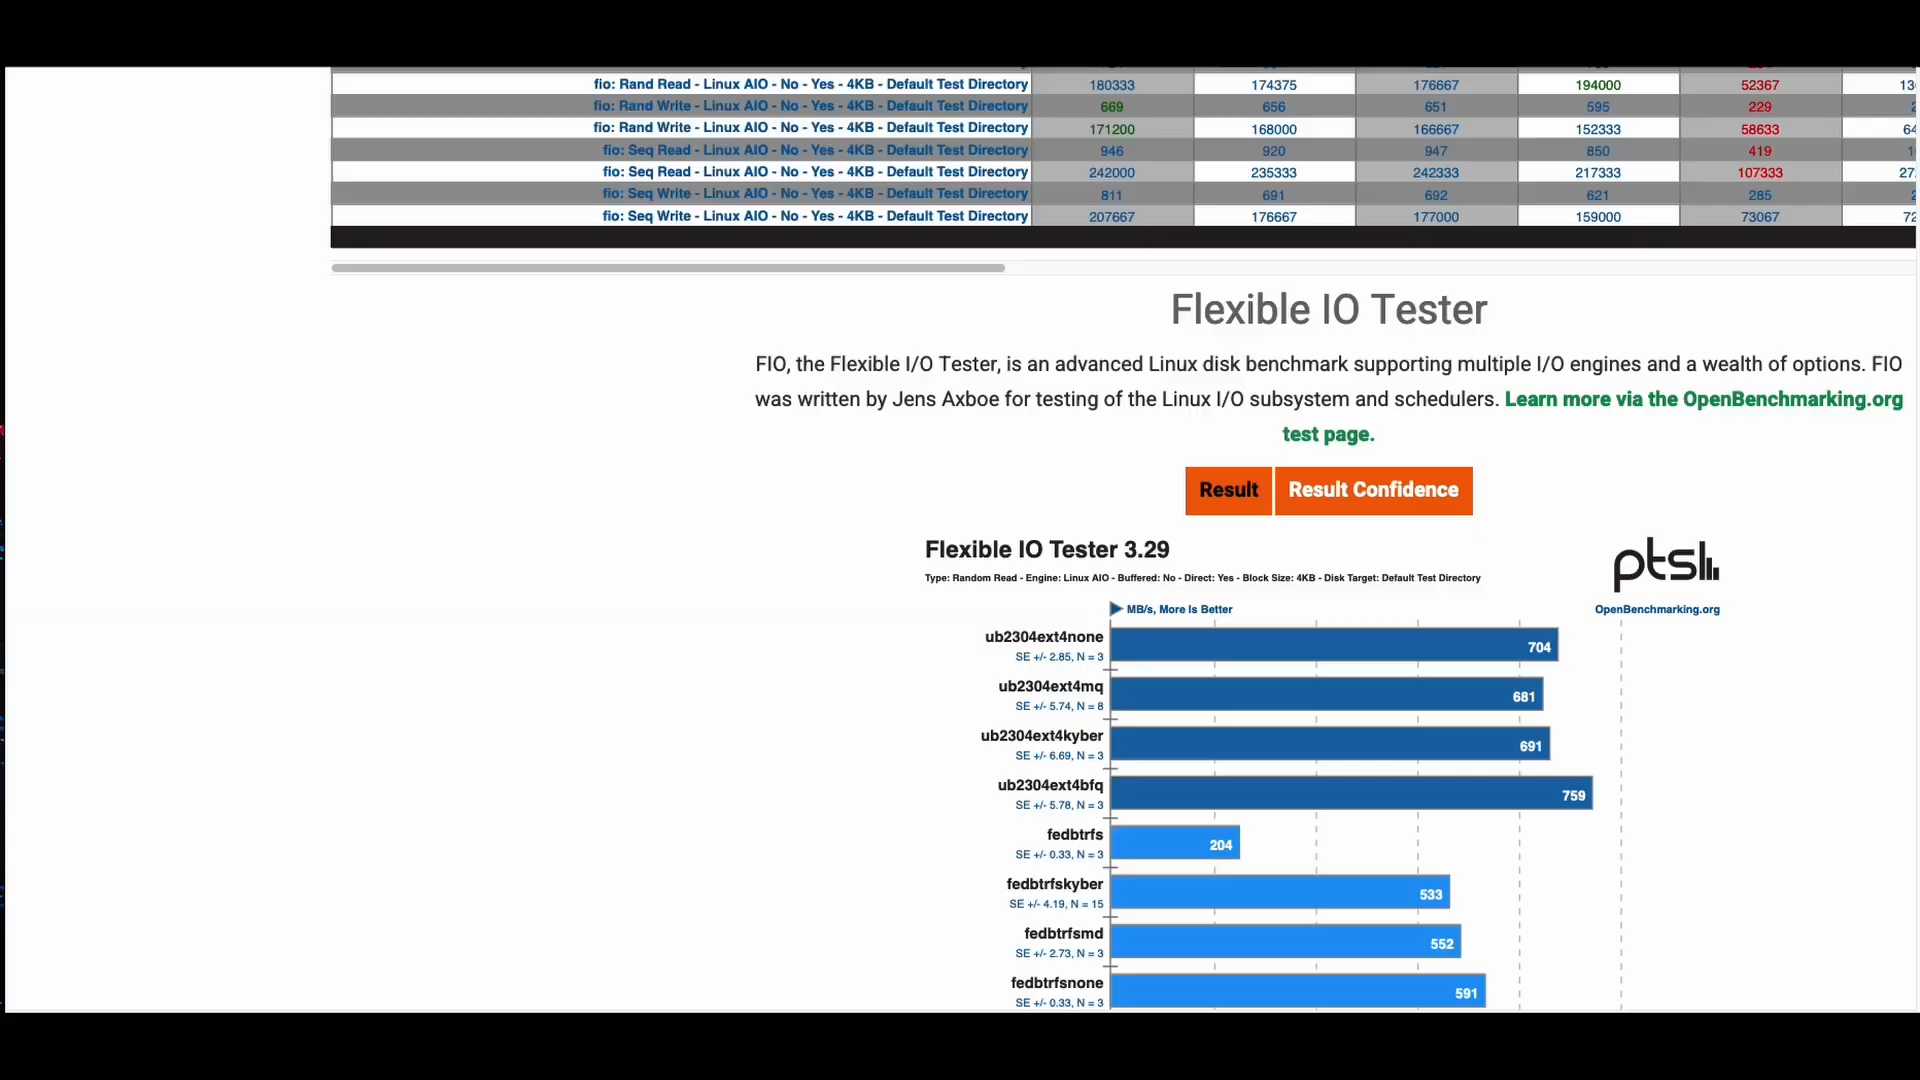 fio: Rand Read - Linux AIO - No - Yes - 4KB - Default Test Directory 180333 174375 176667 194000 52367
fio: Rand Write - Linux AIO - No - Yes - 4KB - Default Test Directory 669 656 651 595 229
fio: Rand Write - Linux AIO - No - Yes - 4KB - Default Test Directory 171200 168000 166667 152333 58633
fio: Seq Read - Linux AIO - No - Yes - 4KB - Default Test Directory 946 920 947 850 419
fio: Seq Read - Linux AIO - No - Yes - 4KB - Default Test Directory 242000 235333 242333 217333 107333
fio: Seq Write - Linux AIO - No - Yes - 4KB - Default Test Directory 811 691 692 621 285
fio: Seq Write - Linux AIO - No - Yes - 4KB - Default Test Directory 207667 176667 177000 159000 73067
Flexible IO Tester
FIO, the Flexible I/O Tester, is an advanced Linux disk benchmark supporting multiple I/O engines and a wealth of options. FIO
was written by Jens Axboe for testing of the Linux I/O subsystem and schedulers. Learn more via the OpenBenchmarking.org
test page.
Result Result Confidence
Flexible IO Tester 3.29
ptsl
Type: Random Read - Engine: Linux AIO - Buffered: No - Direct: Yes - Block Size: 4KB - Disk Target: Default Test Directory
MB/s, More Is Better OpenBenchmarking.org
ub2304ext4none 704
SE +/- 2.85, N = 3
ub2304ext4mq 681
SE +/- 5.74, N = 8
ub2304ext4kyber 691
SE +/- 6.69, N = 3
ub2304ext4bfq 759
SE +/- 5.78, N = 3
fedbtrfs 204
SE +/- 0.33, N = 3
fedbtrfskyber 533
SE +/- 4.19, N = 15
fedbtrfsmd 552
SE +/- 2.73, N = 3
fedbtrfsnone 591
SE +/- 0.33, N = 3